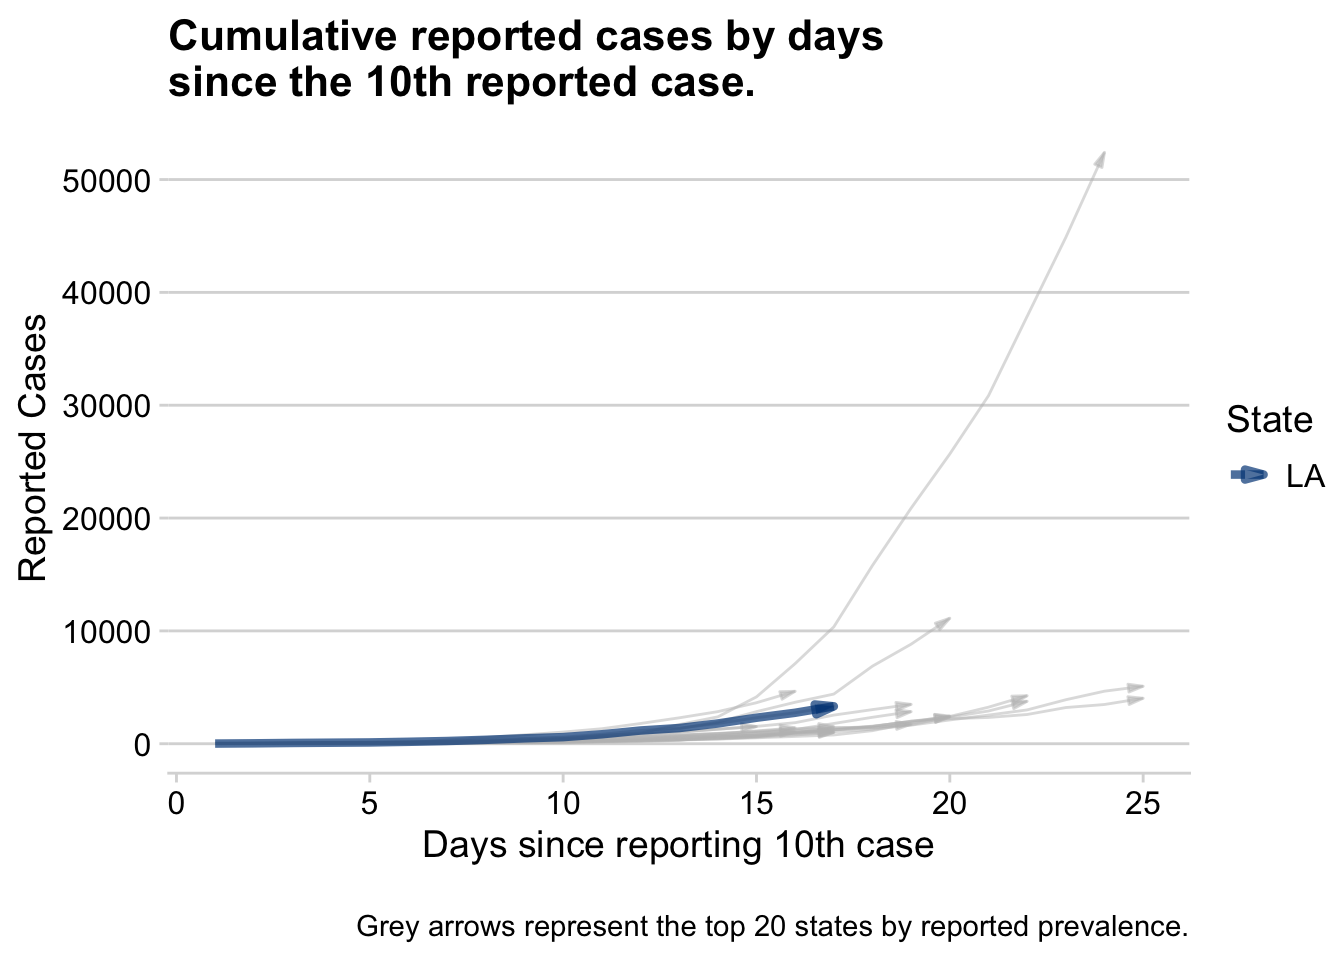 Cumulative reported cases by days
since the 10th reported case.
50000
40000
30000
20000
10000
0
Reported Cases
0 5 10 15 20 25
Days since reporting 10th case
State
LA
Grey arrows represent the top 20 states by reported prevalence.